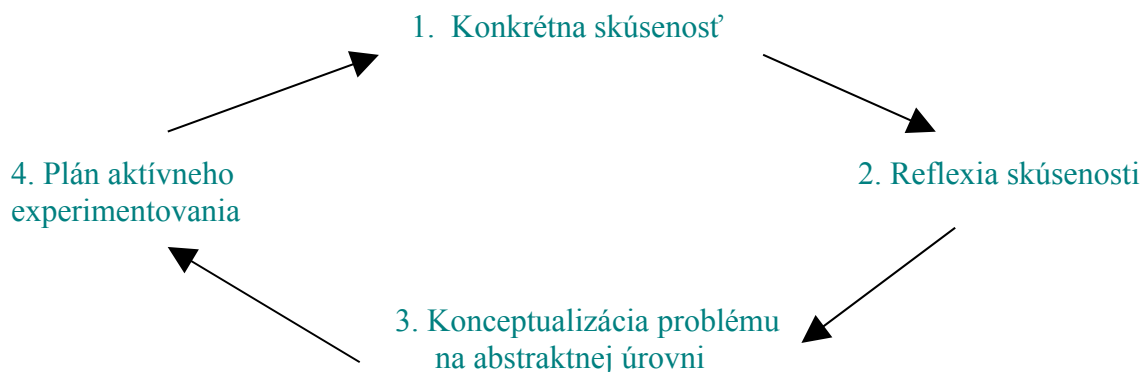 1. Konkrétna skúsenosť
2. Reflexia skúsenosti
3. Konceptualizácia problému
na abstraktnej úrovni
4. Plán aktívneho
experimentovania